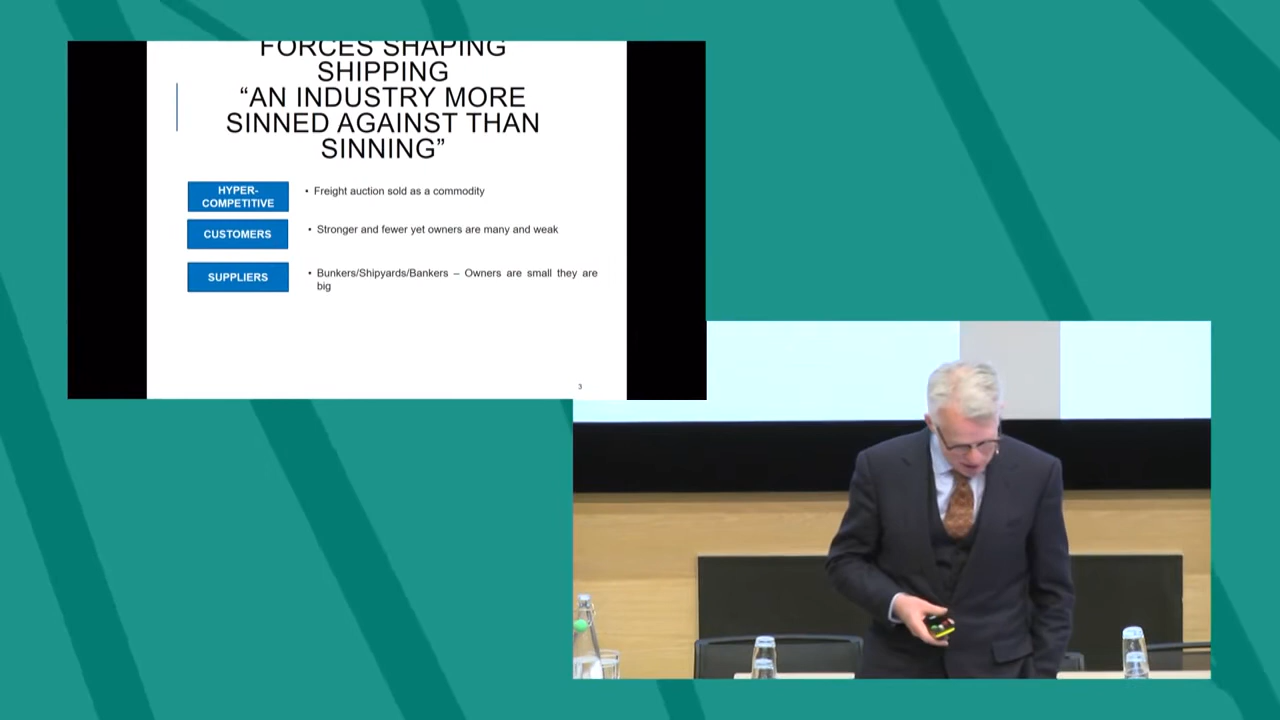 FORCES SHAPING
SHIPPING
“AN INDUSTRY MORE
SINNED AGAINST THAN
SINNING”
HYPER-
COMPETITIVE
• Freight auction sold as a commodity
CUSTOMERS
• Stronger and fewer yet owners are many and weak
SUPPLIERS
• Bunkers/Shipyards/Bankers – Owners are small they are
big
3